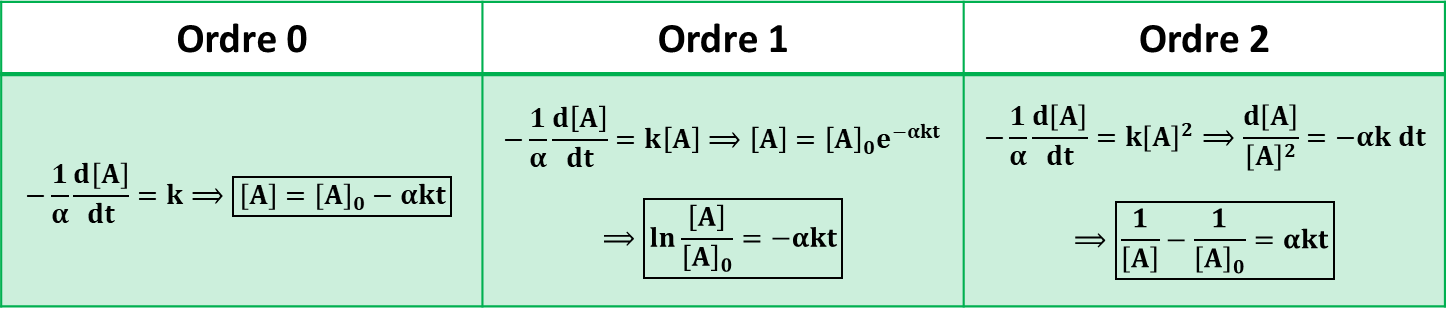 Ordre 0
Ordre 1
Ordre 2
− 1/α d[A]/dt = k ⟹ [A] = [A]₀ − αkt
− 1/α d[A]/dt = k[A] ⟹ [A] = [A]₀e^(−αkt)
⟹ ln [A]/[A]₀ = −αkt
− 1/α d[A]/dt = k[A]² ⟹ d[A]/[A]² = −αk dt
⟹ 1/[A] − 1/[A]₀ = αkt